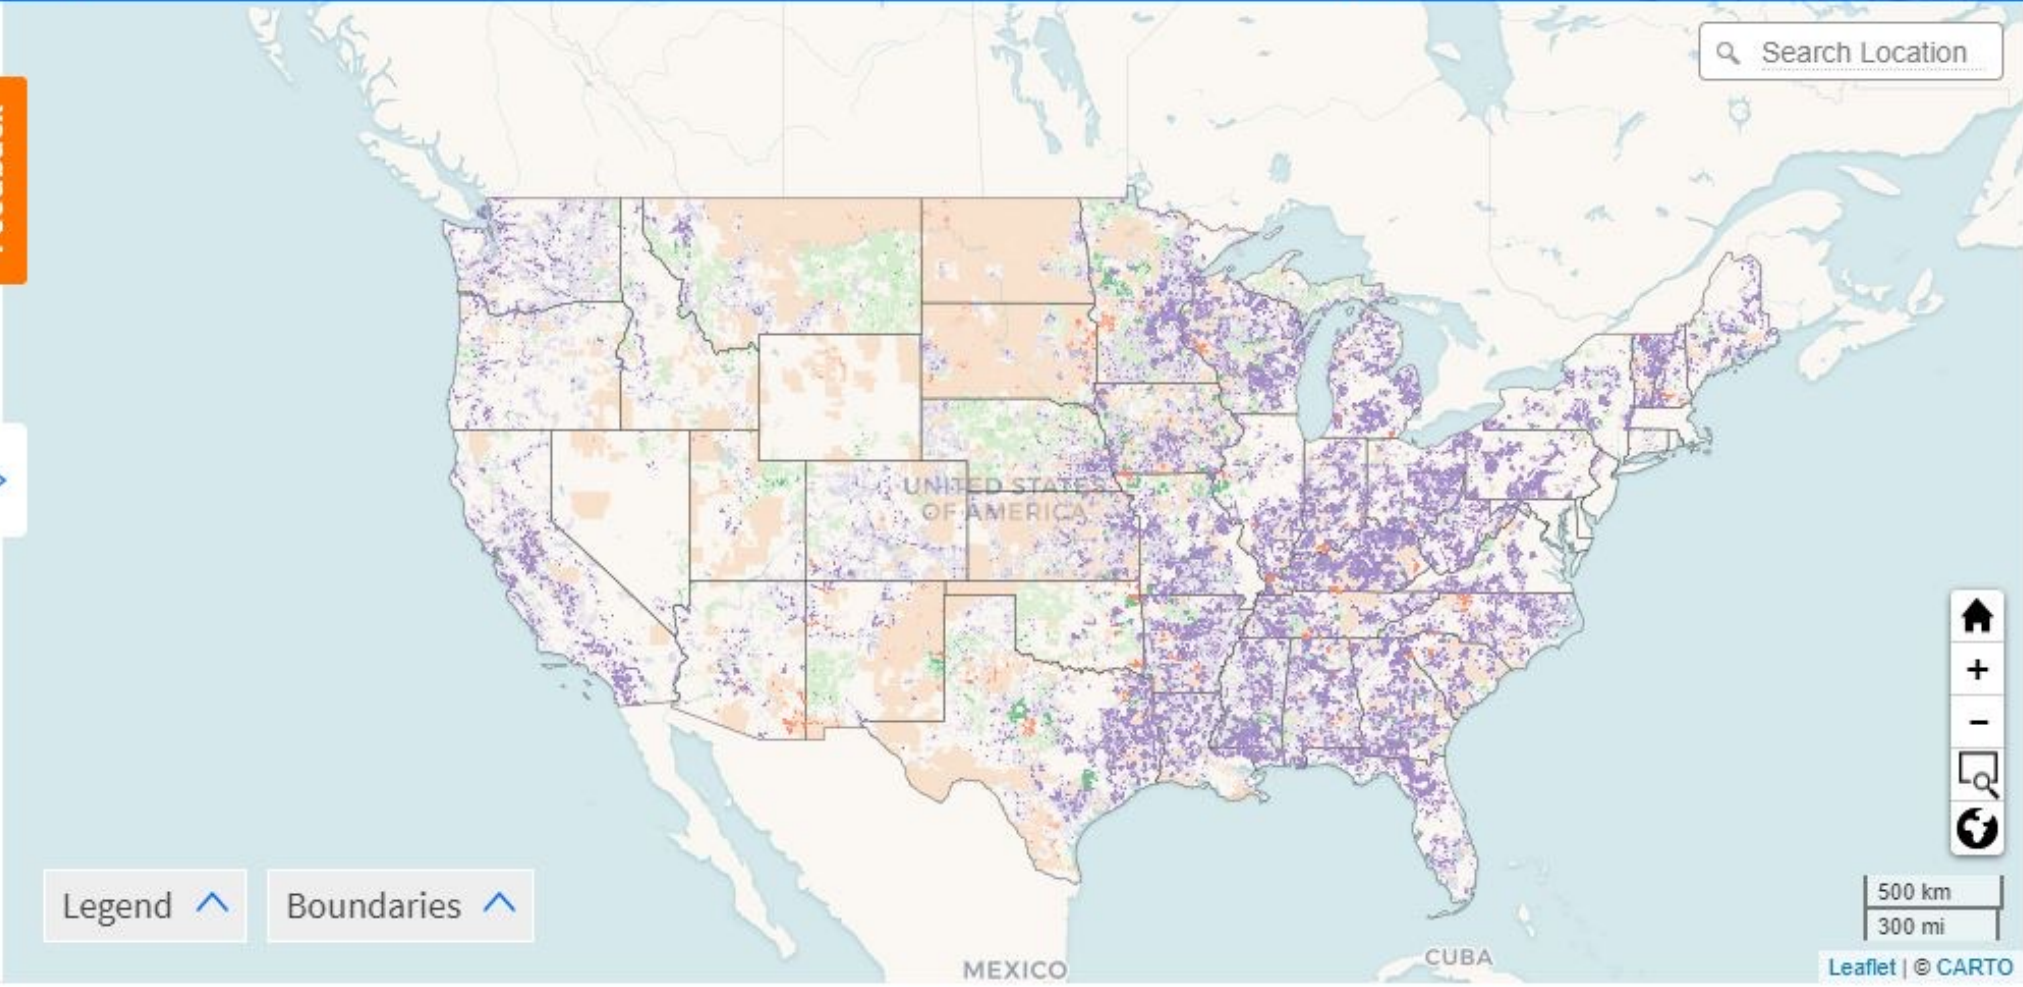 Search Location
UNITED STATES
OF AMERICA
Legend
Boundaries
500 km
300 mi
MEXICO
CUBA
Leaflet | © CARTO